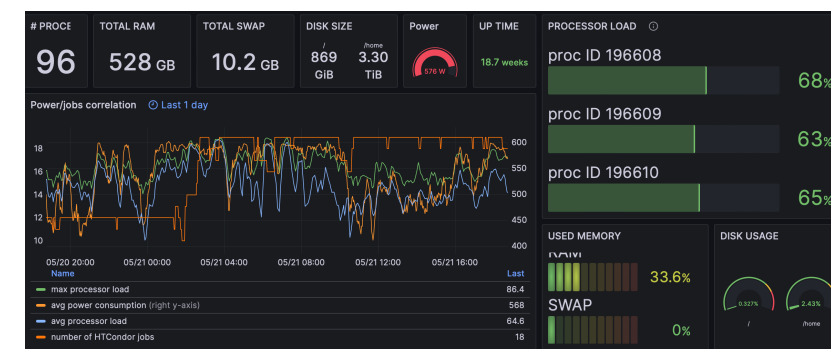 # PROCE
TOTAL RAM
TOTAL SWAP
DISK SIZE
Power
UP TIME
PROCESSOR LOAD
96
528 GB
10.2 GB
/
869
GiB
/home
3.30
TiB
576 W
18.7 weeks
proc ID 196608
68%
proc ID 196609
63%
proc ID 196610
65%
Power/jobs correlation Last 1 day
18
16
14
12
10
600
550
500
450
400
05/20 20:00 05/21 00:00 05/21 04:00 05/21 08:00 05/21 12:00 05/21 16:00
Name Last
max processor load 86.4
avg power consumption (right y-axis) 568
avg processor load 64.6
number of HTCondor jobs 18
USED MEMORY
RAM
33.6%
SWAP
0%
DISK USAGE
0.327%
/
2.43%
/home